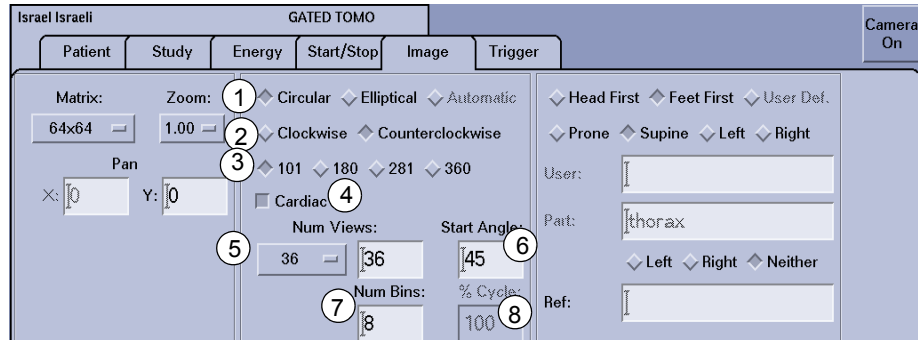 Israel Israeli GATED TOMO
Camera On
Patient Study Energy Start/Stop Image Trigger
Matrix: Zoom:
64x64 1.00
Pan
X: 0 Y: 0
1 Circular Elliptical Automatic
2 Clockwise Counterclockwise
3 101 180 281 360
Cardiac 4
Num Views: Start Angle:
5 36 36 45 6
Num Bins: % Cycle:
7 8 100 8
Head First Feet First User Def.
Prone Supine Left Right
User:
Part: thorax
Left Right Neither
Ref: